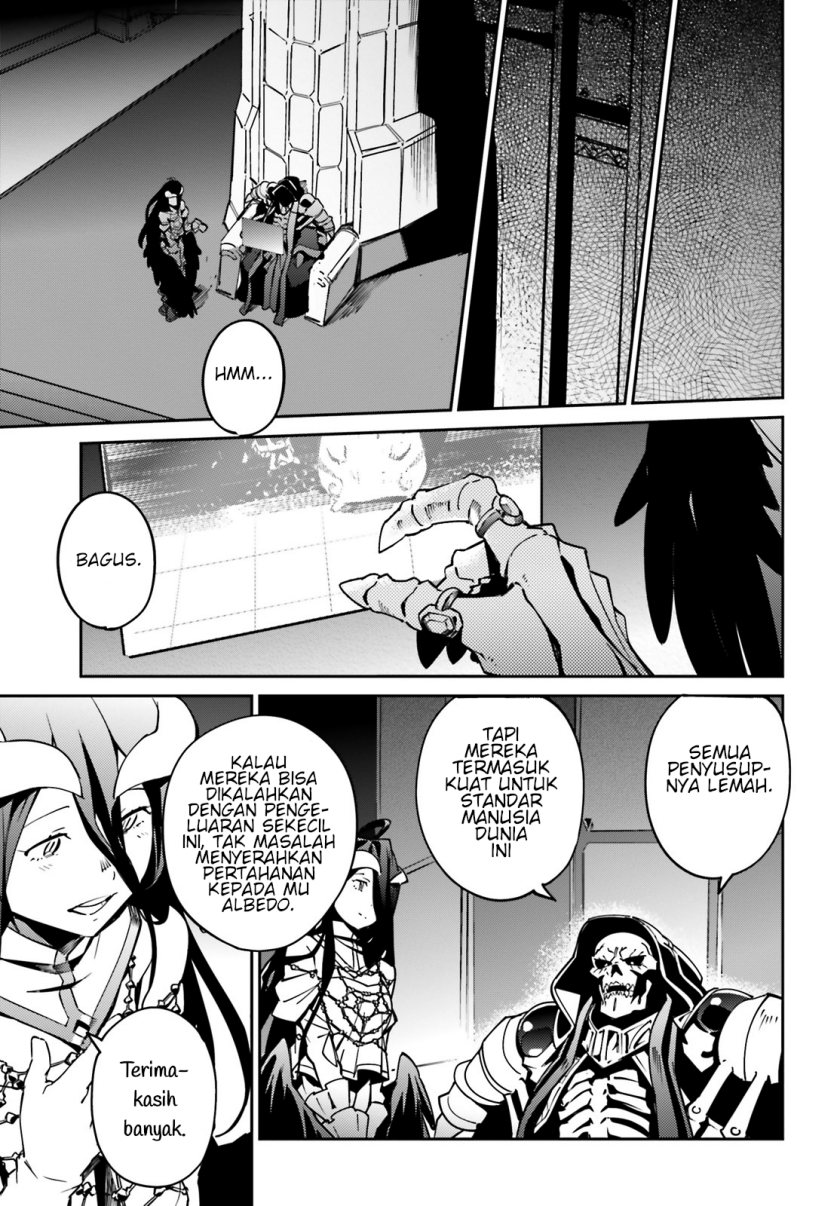 HMM...
BAGUS.
SEMUA
PENYUSUP-
NYA LEMAH.
TAPI
MEREKA
TERMASUK
KUAT UNTUK
STANDAR
MANUSIA
DUNIA
INI
KALAU
MEREKA BISA
DIKALAHKAN
DENGAN PENGE-
LUARAN SEKECIL
INI, TAK MASALAH
MENYERAHKAN
PERTAHANAN
KEPADA MU
ALBEDO.
Terima-
kasih
banyak.